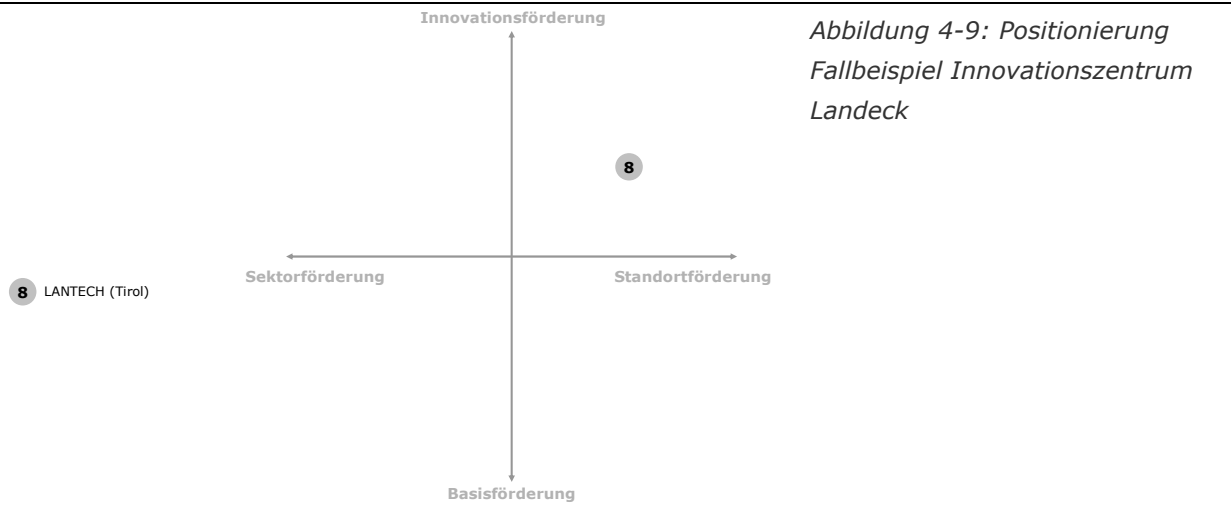 Innovationsförderung
Abbildung 4-9: Positionierung
Fallbeispiel Innovationszentrum
Landeck
8
Sektorförderung
Standortförderung
8 LANTECH (Tirol)
Basisförderung